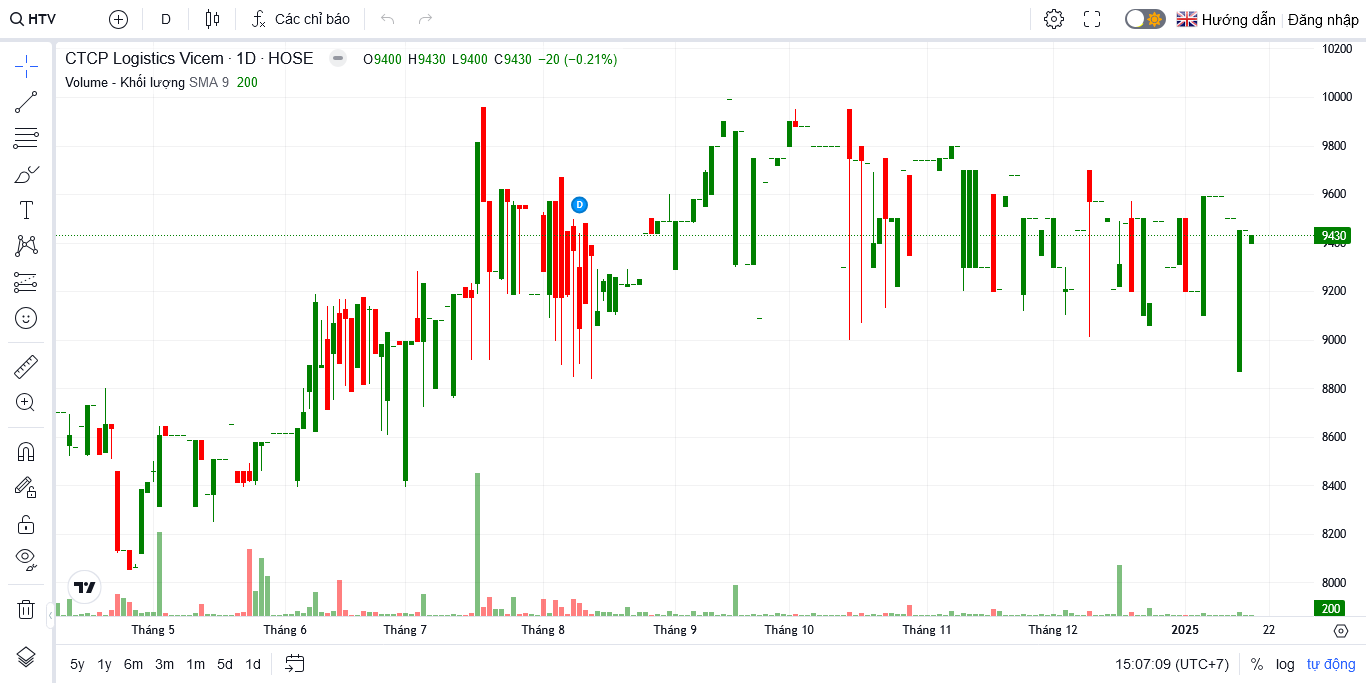 HTV D Các chỉ báo Hướng dẫn Đăng nhập
CTCP Logistics Vicem · 1D · HOSE O9400 H9430 L9400 C9430 −20 (−0.21%)
Volume - Khối lượng SMA 9 200
D
10200
10000
9800
9600
9430
9400
9200
9000
8800
8600
8400
8200
8000
200
Tháng 5 Tháng 6 Tháng 7 Tháng 8 Tháng 9 Tháng 10 Tháng 11 Tháng 12 2025 22
5y 1y 6m 3m 1m 5d 1d 15:07:09 (UTC+7) % log tự động